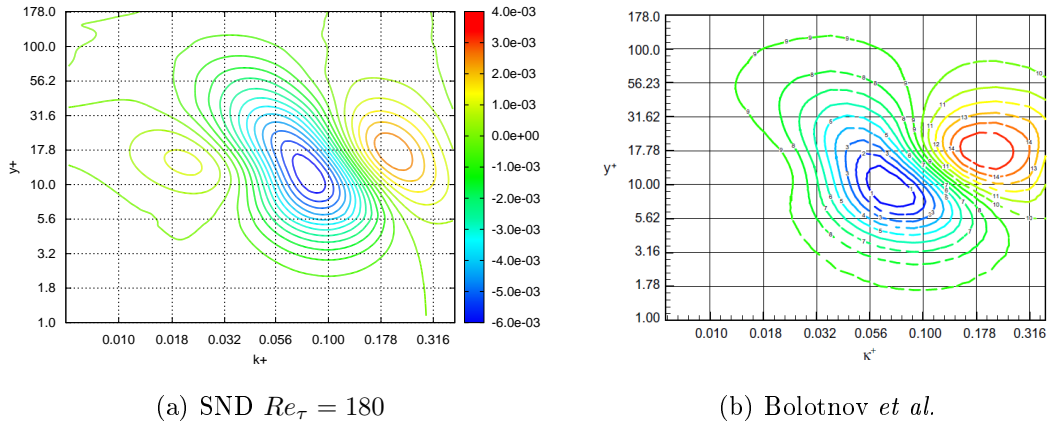 178.0
100.0
56.2
31.6
17.8
10.0
5.6
3.2
1.8
1.0
y+
0.010 0.018 0.032 0.056 0.100 0.178 0.316
k+
4.0e-03
3.0e-03
2.0e-03
1.0e-03
0.0e+00
-1.0e-03
-2.0e-03
-3.0e-03
-4.0e-03
-5.0e-03
-6.0e-03
(a) SND Reτ = 180
178.0
100.0
56.23
31.62
17.78
10.00
5.62
3.16
1.78
1.00
y+
0.010 0.018 0.032 0.056 0.100 0.178 0.316
κ+
(b) Bolotnov et al.